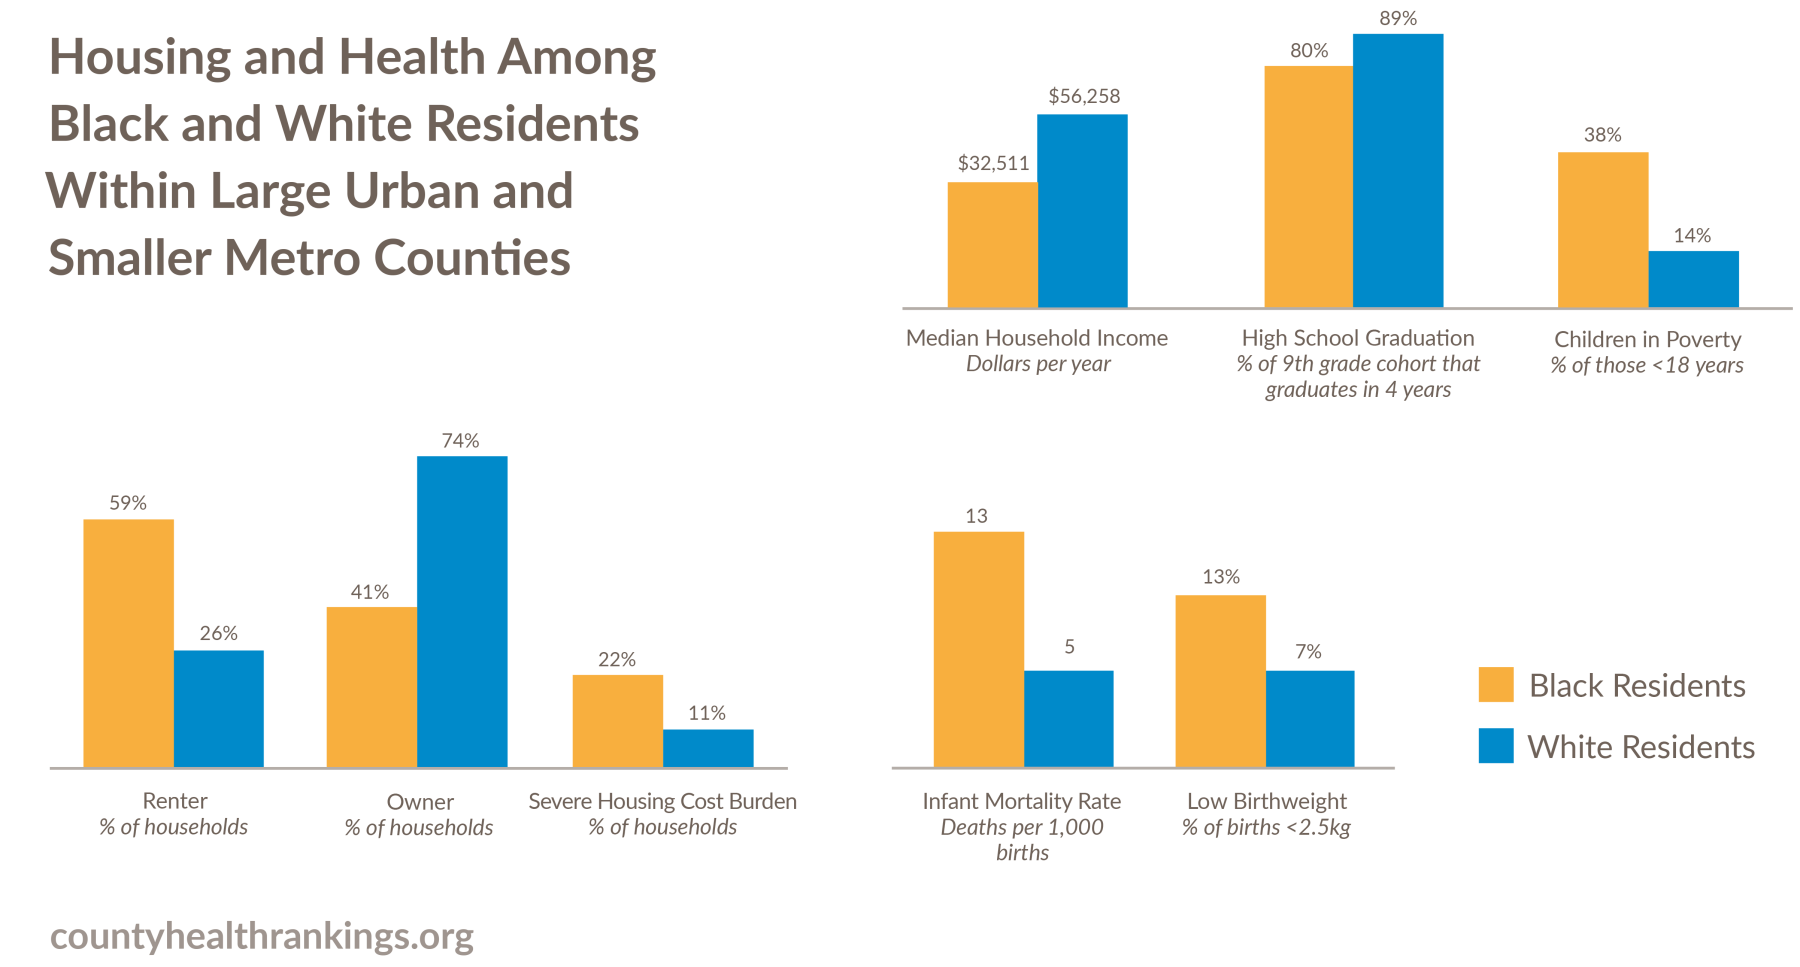 Housing and Health Among
Black and White Residents
Within Large Urban and
Smaller Metro Counties
$32,511
$56,258
80%
89%
38%
14%
Median Household Income
Dollars per year
High School Graduation
% of 9th grade cohort that
graduates in 4 years
Children in Poverty
% of those <18 years
59%
26%
41%
74%
22%
11%
Renter
% of households
Owner
% of households
Severe Housing Cost Burden
% of households
13
5
13%
7%
Infant Mortality Rate
Deaths per 1,000
births
Low Birthweight
% of births <2.5kg
Black Residents
White Residents
countyhealthrankings.org